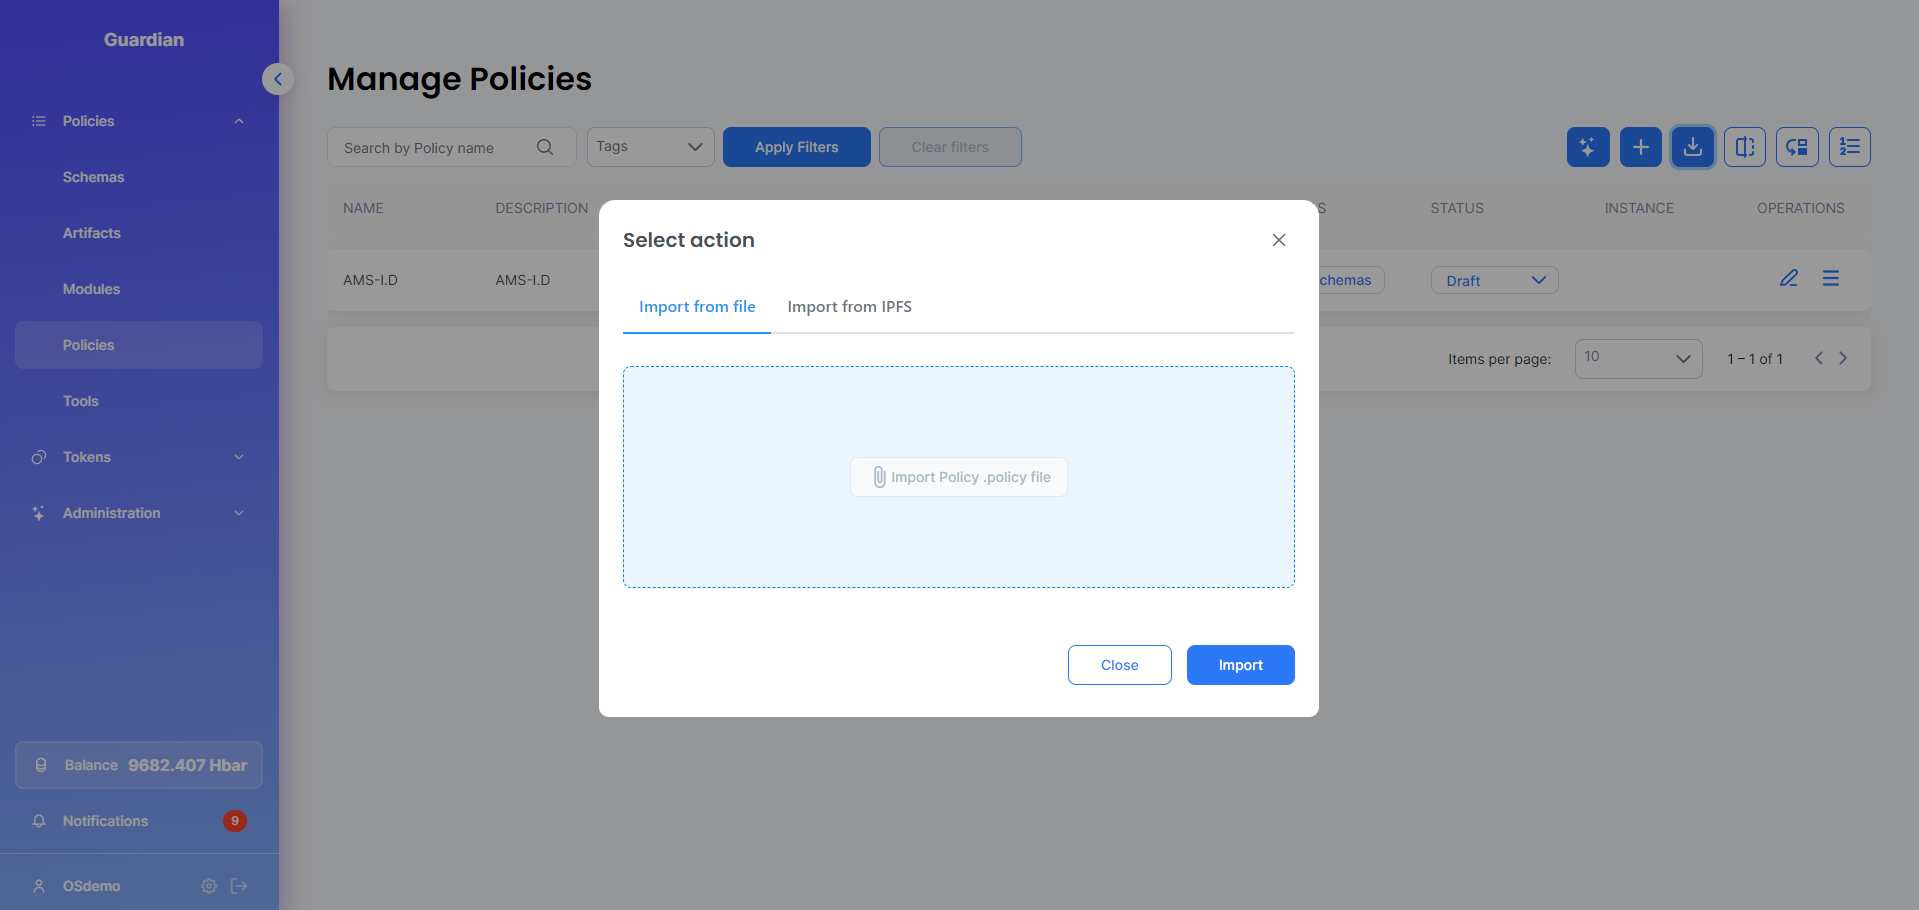 Guardian
Policies
Schemas
Artifacts
Modules
Policies
Tools
Tokens
Administration
Balance 9682.407 Hbar
Notifications 9
OSdemo
Manage Policies
Search by Policy name Tags Apply Filters Clear filters
NAME DESCRIPTION S STATUS INSTANCE OPERATIONS
AMS-I.D AMS-I.D chemas Draft
Items per page: 10 1 – 1 of 1
Select action
Import from file Import from IPFS
Import Policy .policy file
Close Import